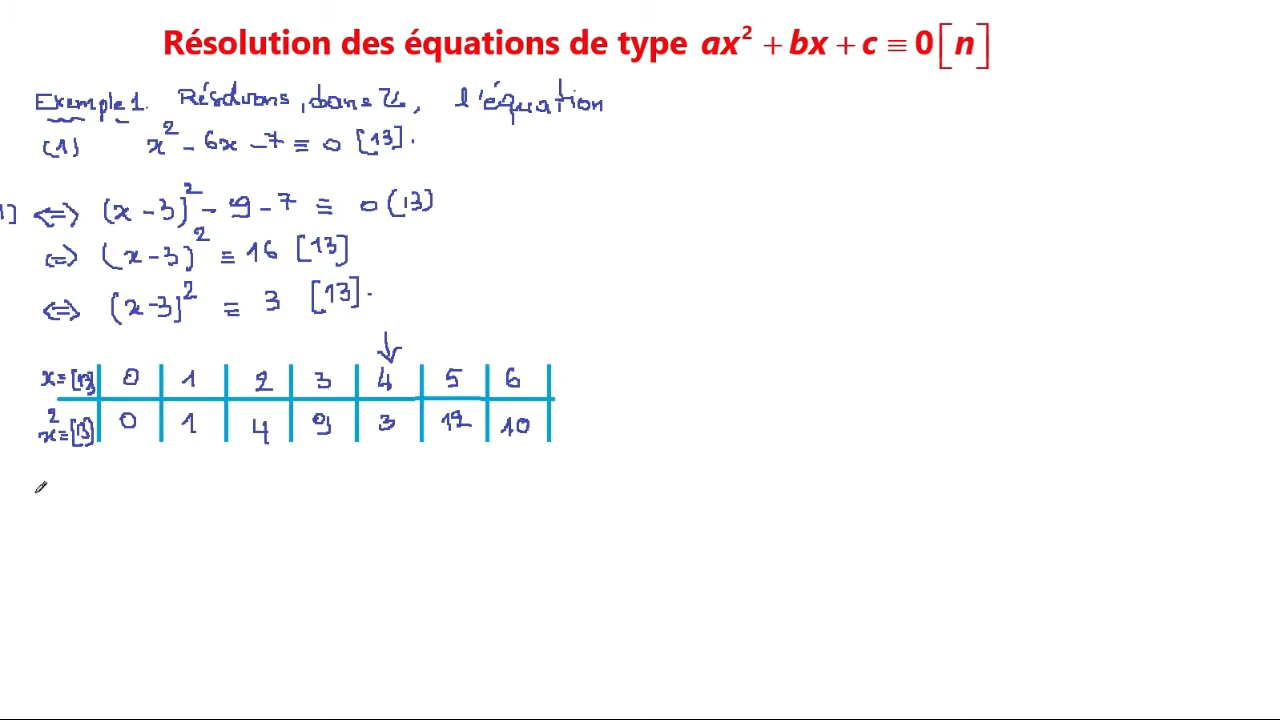 Résolution des équations de type ax² + bx + c ≡ 0[n]
Exemple 1. Résolvons, dans ℤ, l'équation
(1) x² - 6x - 7 ≡ 0 [13].
1) ⇔ (x - 3)² - 9 - 7 ≡ 0 (13)
⇔ (x - 3)² ≡ 16 [13]
⇔ (x - 3)² ≡ 3 [13].
↓
x ≡ [13] 0 1 2 3 4 5 6
x² ≡ [13] 0 1 4 9 3 12 10